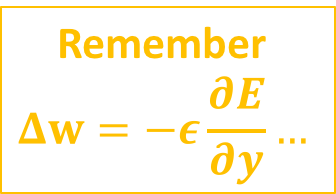 Remember
Δw = −ϵ ∂E/∂y ...